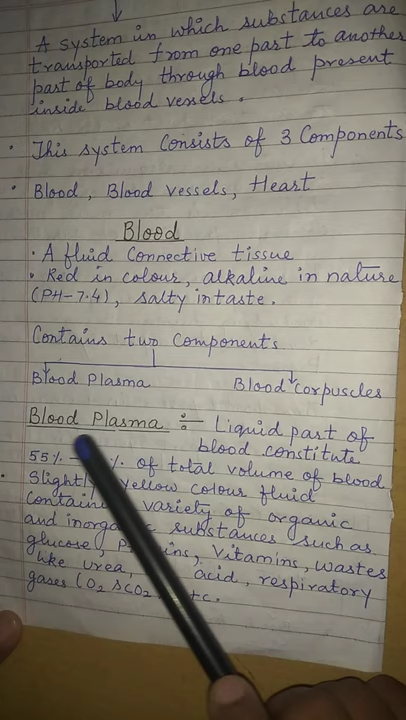 A system in which substances are
transported from one part to another
part of body through blood present
inside blood vessels.
• This system Consists of 3 Components
• Blood, Blood vessels, Heart
Blood
• A fluid Connective tissue
• Red in colour, alkaline in nature
(PH-7.4), salty in taste.
Contains two Components
Blood Plasma Blood corpuscles
Blood Plasma ÷ Liquid part of
blood constitute
55% % of total volume of blood
• Slightly yellow colour fluid
variety of organic
and substances such as
glucose, vitamins, wastes
like urea, acid, respiratory
gases (O2 & CO2